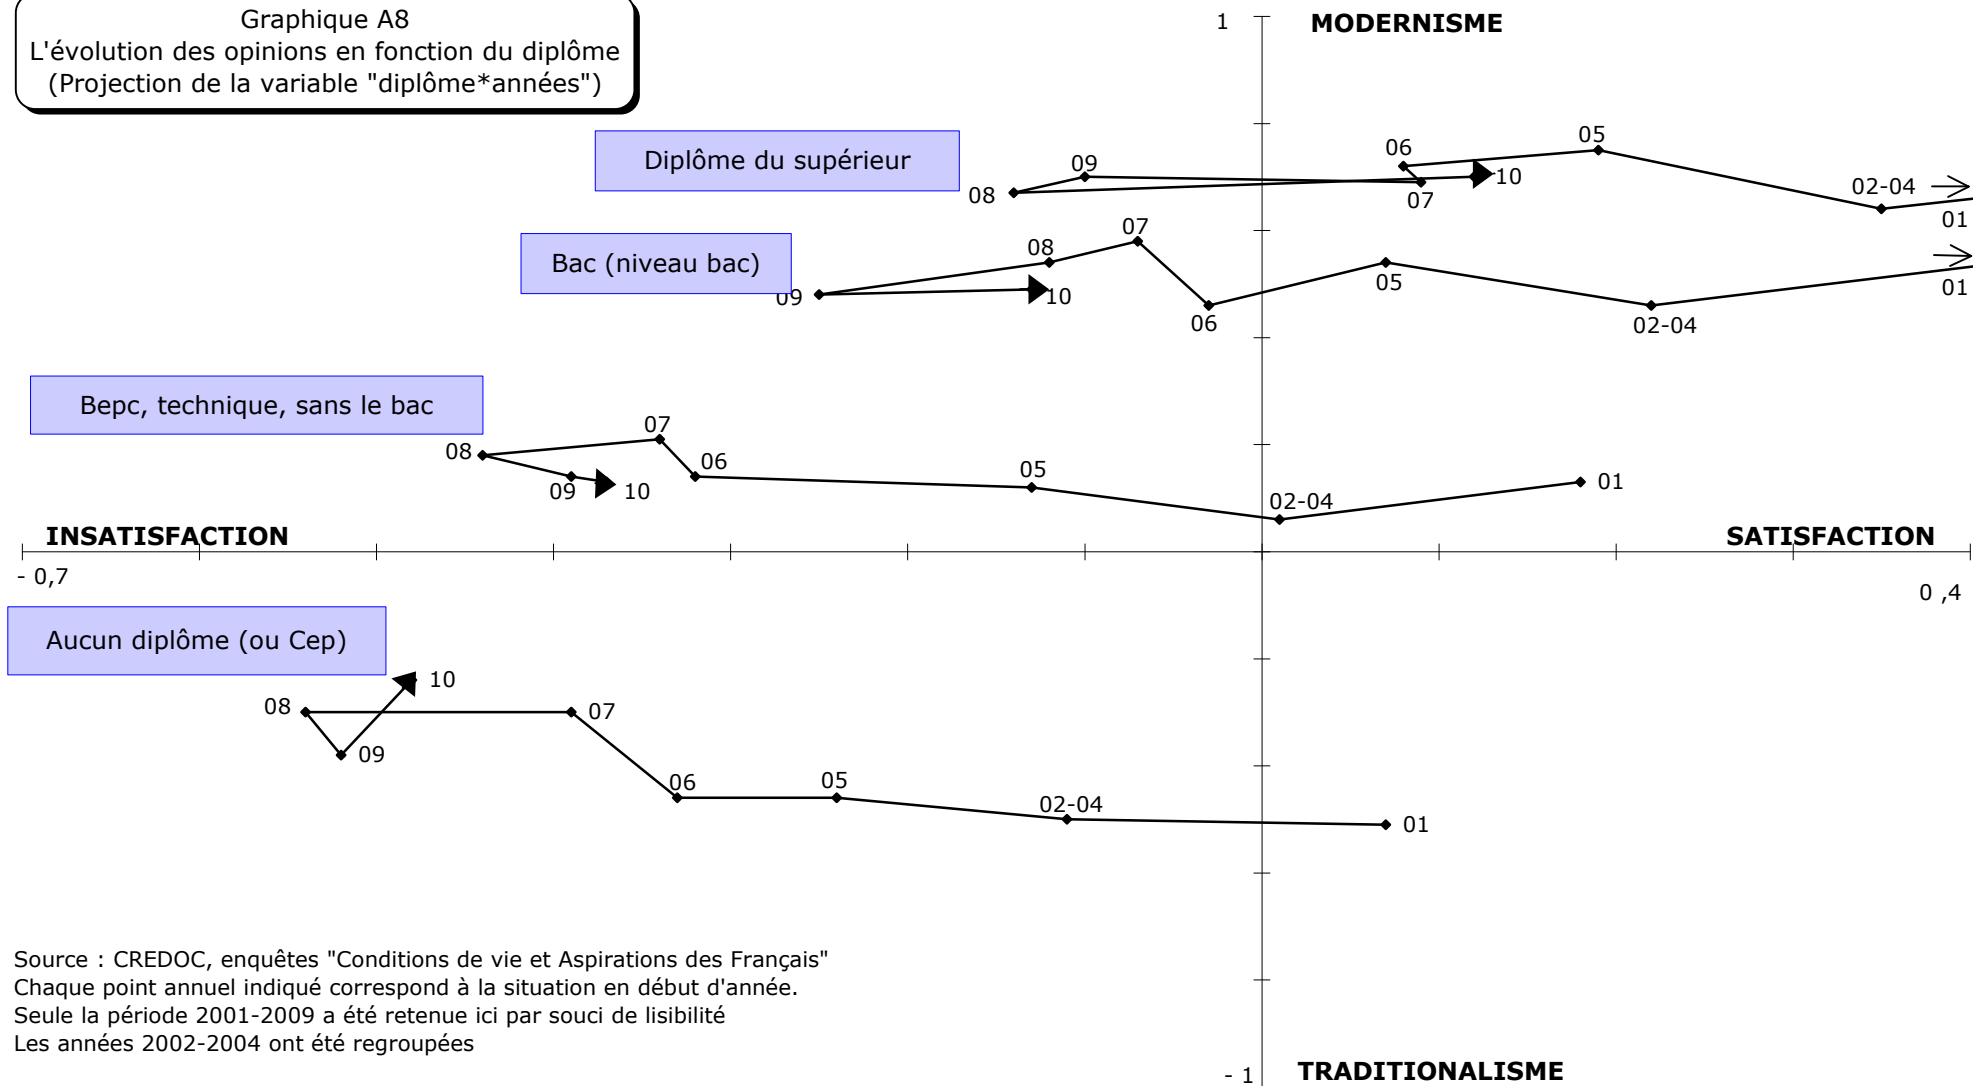 Graphique A8
L'évolution des opinions en fonction du diplôme
(Projection de la variable "diplôme*années")
1
MODERNISME
Diplôme du supérieur
08
09
07
06
10
05
02-04
01
Bac (niveau bac)
09
08
10
07
06
05
02-04
01
Bepc, technique, sans le bac
08
09
10
07
06
05
02-04
01
INSATISFACTION
SATISFACTION
- 0,7
0 ,4
Aucun diplôme (ou Cep)
08
09
10
07
06
05
02-04
01
Source : CREDOC, enquêtes "Conditions de vie et Aspirations des Français"
Chaque point annuel indiqué correspond à la situation en début d'année.
Seule la période 2001-2009 a été retenue ici par souci de lisibilité
Les années 2002-2004 ont été regroupées
- 1
TRADITIONALISME